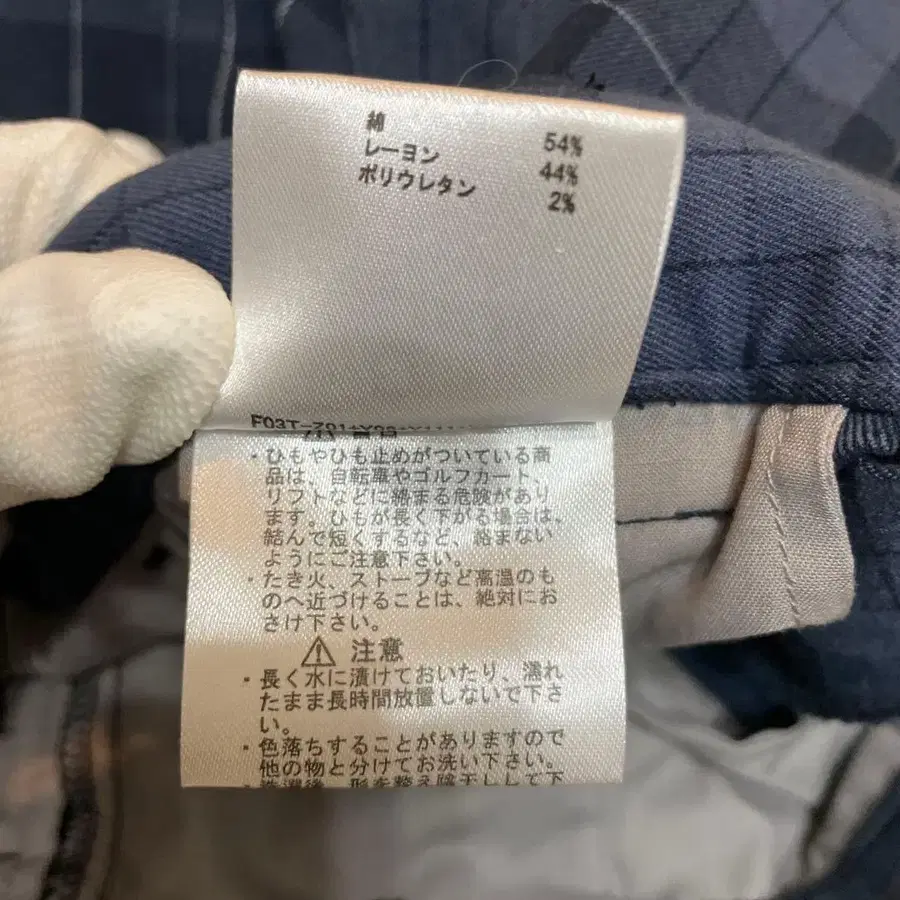 綿 54%
レーヨン 44%
ポリウレタン 2%
・ひもやひも止めがついている商
品は、自転車やゴルフカート、
リフトなどに絡まる危険があり
ます。ひもが長く下がる場合は、
結んで短くするなど、絡まない
ようにご注意下さい。
・たき火、ストーブなど高温のも
のへ近づけることは、絶対にお
さけ下さい。
注意
・長く水に漬けておいたり、濡れ
たまま長時間放置しないで下さ
い。
・色落ちすることがありますので
他の物と分けてお洗い下さい。